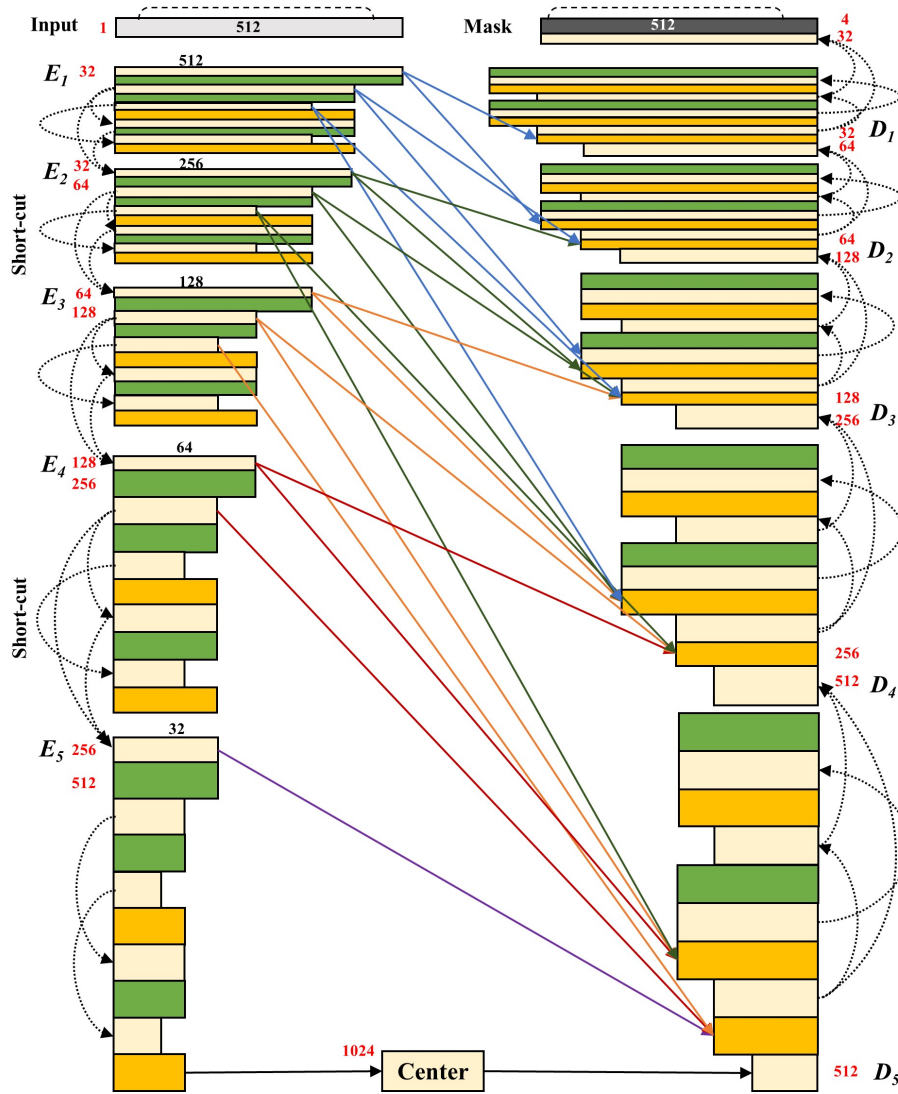 Input 1 512
E1 32 512
E2 32 256
64
Short-cut
E3 64 128
128
E4 128 64
256
Short-cut
E5 256 32
512
1024 Center
Mask 512 4
32
32 D1
64
64
128 D2
128
256 D3
256
512 D4
512 D5